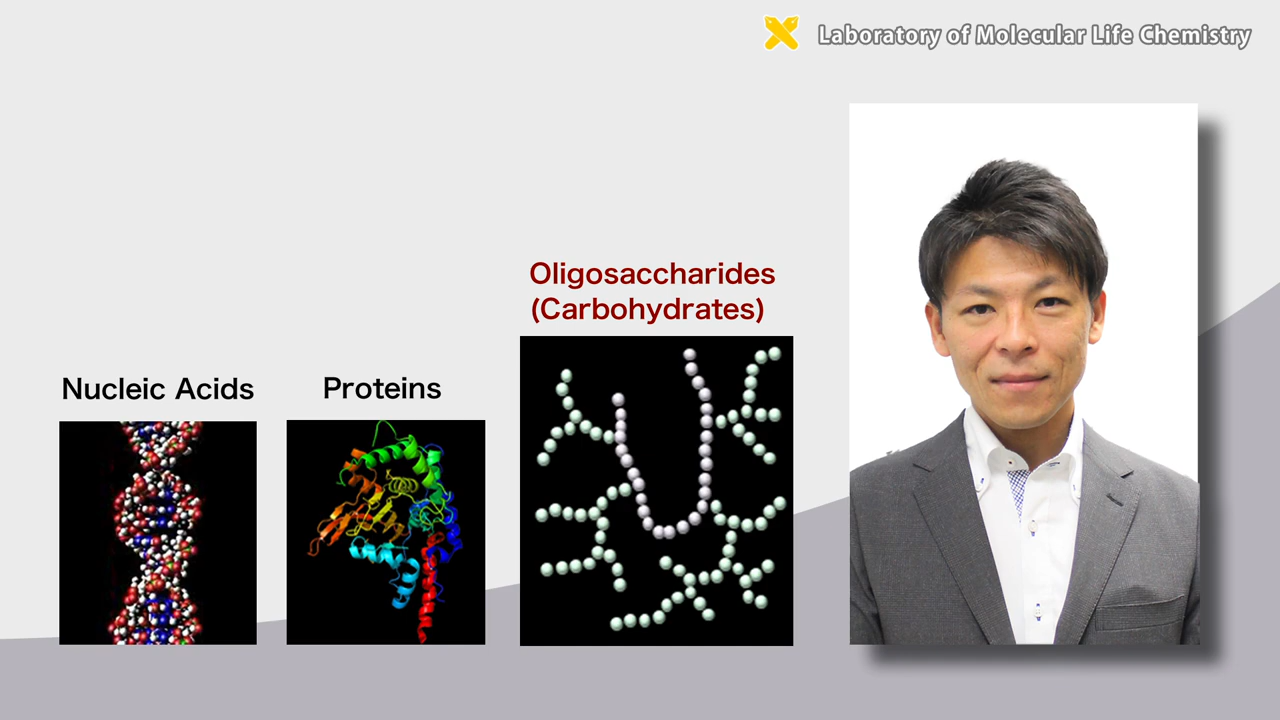 Laboratory of Molecular Life Chemistry
Oligosaccharides
(Carbohydrates)
Nucleic Acids
Proteins